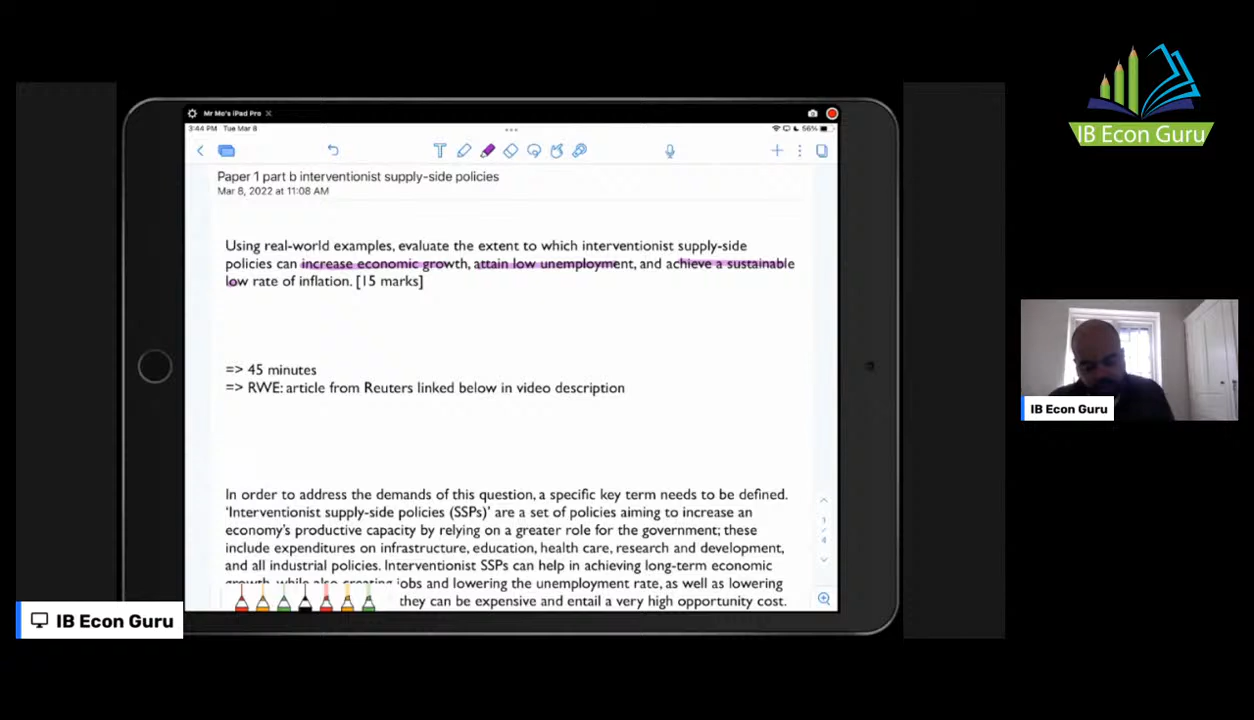 IB Econ Guru
Mr Mo's iPad Pro
3:44 PM Tue Mar 8
56%
Paper 1 part b interventionist supply-side policies
Mar 8, 2022 at 11:08 AM
Using real-world examples, evaluate the extent to which interventionist supply-side
policies can increase economic growth, attain low unemployment, and achieve a sustainable
low rate of inflation. [15 marks]
=> 45 minutes
=> RWE: article from Reuters linked below in video description
IB Econ Guru
In order to address the demands of this question, a specific key term needs to be defined.
'Interventionist supply-side policies (SSPs)' are a set of policies aiming to increase an
economy's productive capacity by relying on a greater role for the government; these
include expenditures on infrastructure, education, health care, research and development,
and all industrial policies. Interventionist SSPs can help in achieving long-term economic
growth, while also creating jobs and lowering the unemployment rate, as well as lowering
they can be expensive and entail a very high opportunity cost.
1
4
IB Econ Guru